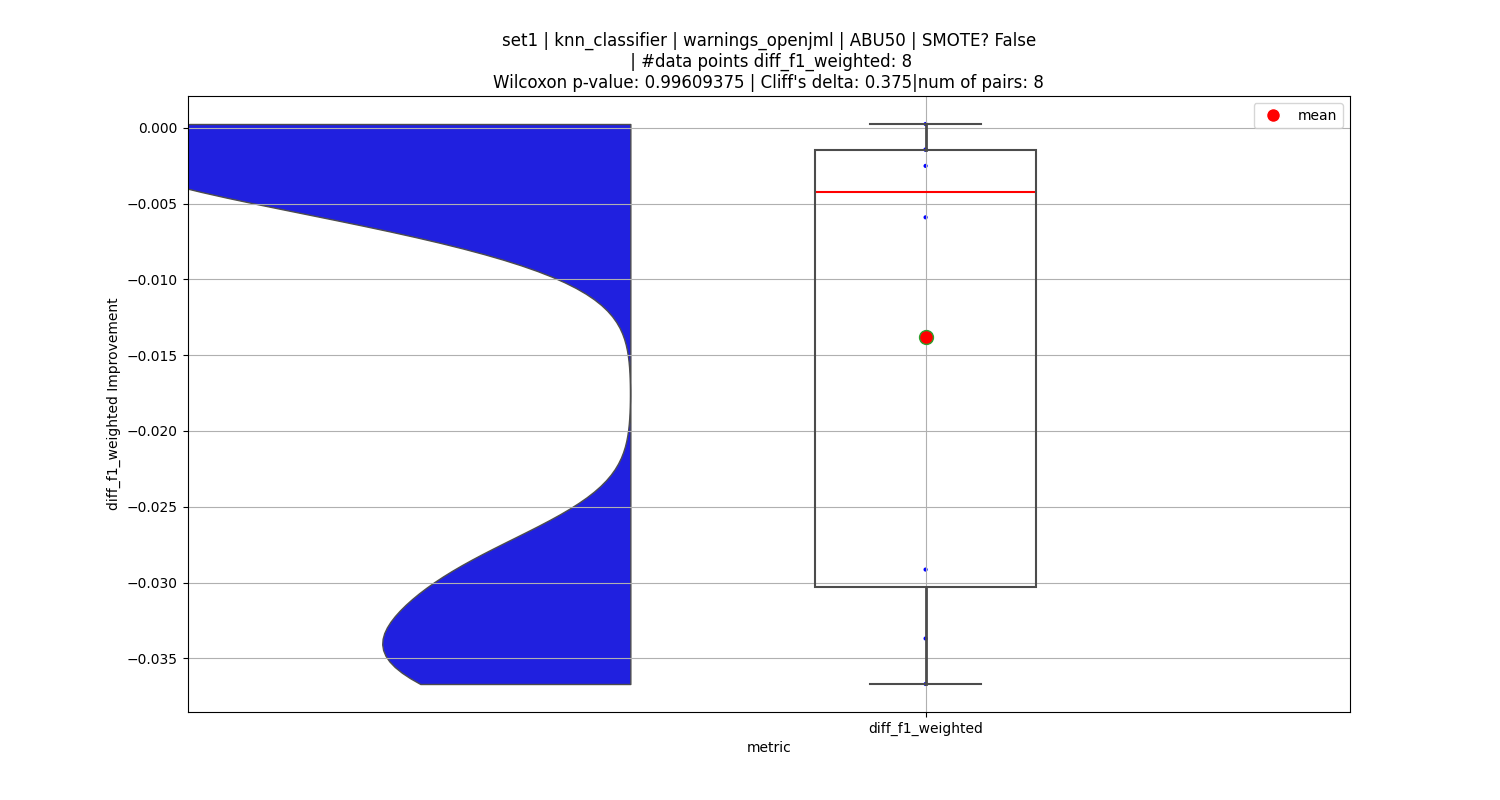 set1 | knn_classifier | warnings_openjml | ABU50 | SMOTE? False
| #data points diff_f1_weighted: 8
Wilcoxon p-value: 0.99609375 | Cliff's delta: 0.375|num of pairs: 8
mean
0.000
−0.005
−0.010
−0.015
−0.020
−0.025
−0.030
−0.035
diff_f1_weighted Improvement
diff_f1_weighted
metric